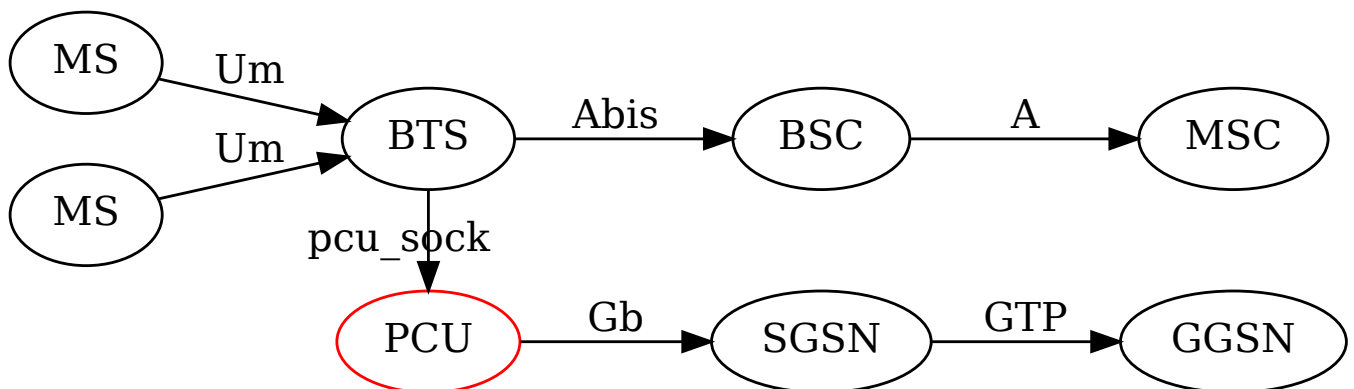 MS
Um
Um
MS
BTS
Abis
BSC
A
MSC
pcu_sock
PCU
Gb
SGSN
GTP
GGSN